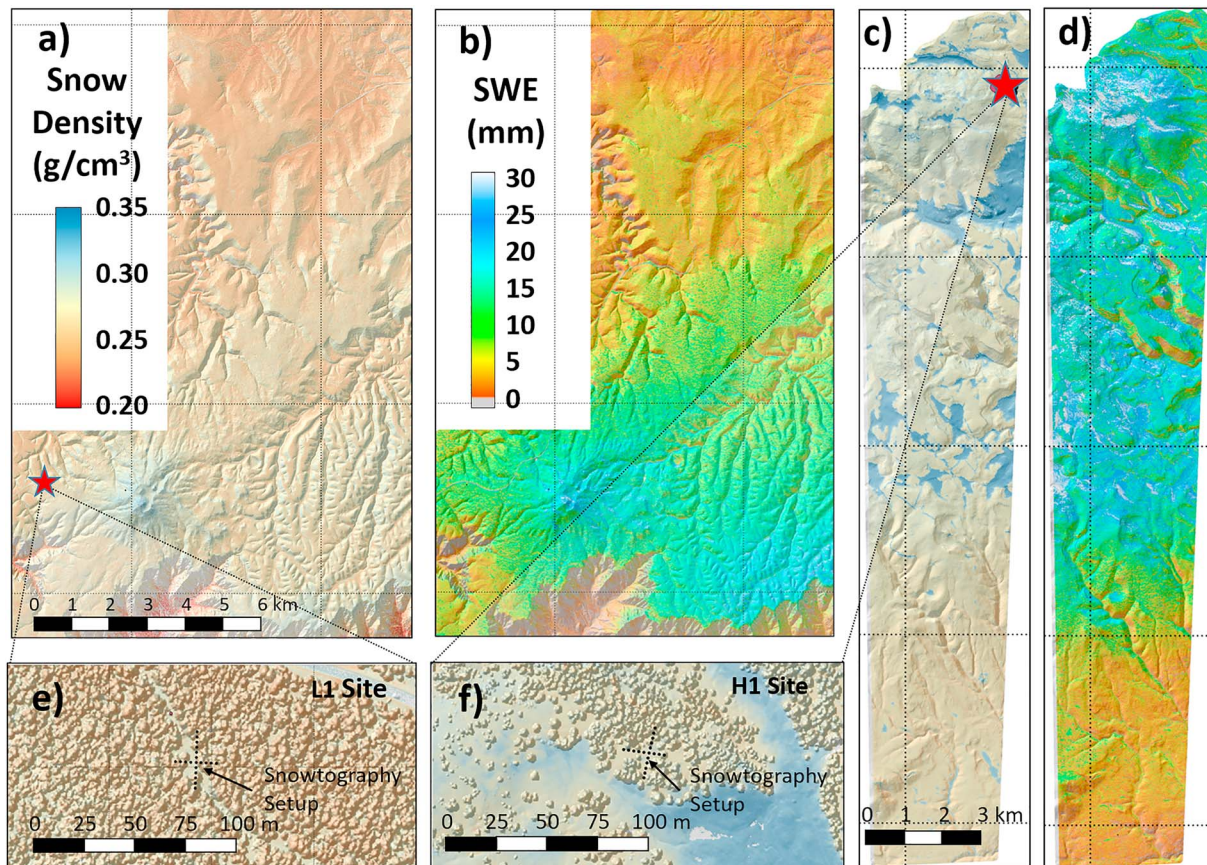 a)
Snow
Density
(g/cm³)
0.35
0.30
0.25
0.20
0 1 2 3 4 5 6 km
b)
SWE
(mm)
30
25
20
15
10
5
0
c)
0 1 2 3 km
d)
e)
L1 Site
Snowtography
Setup
0 25 50 75 100 m
f)
H1 Site
Snowtography
Setup
0 25 50 75 100 m